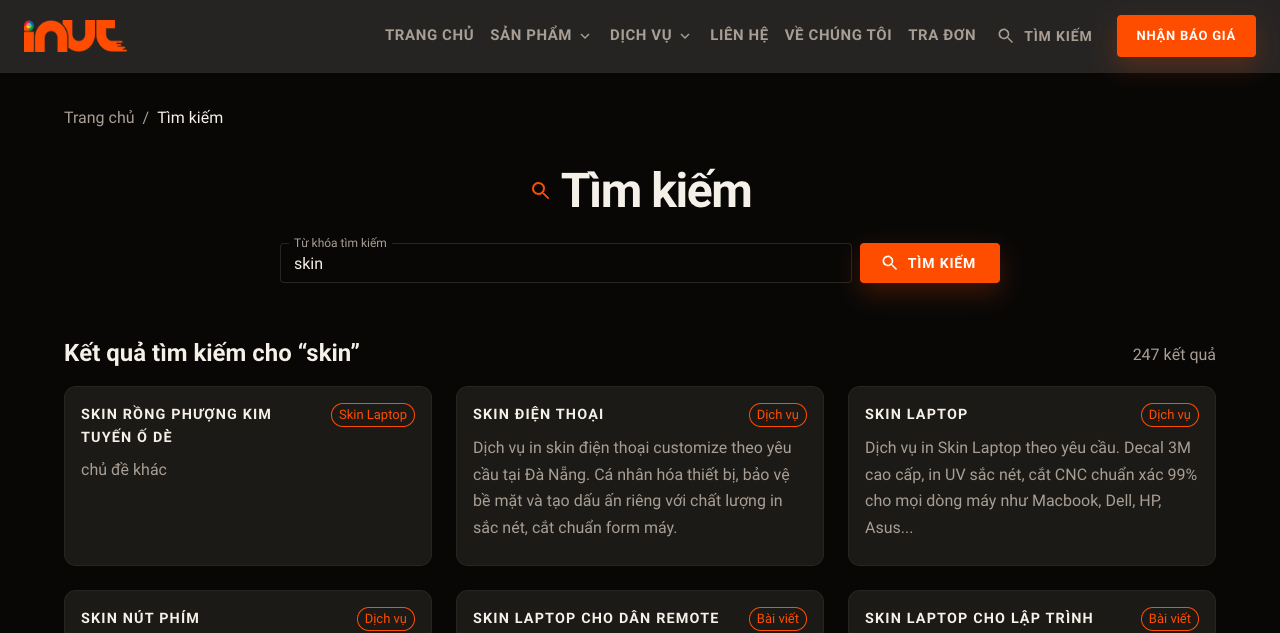 inut
TRANG CHỦ SẢN PHẨM DỊCH VỤ LIÊN HỆ VỀ CHÚNG TÔI TRA ĐƠN TÌM KIẾM NHẬN BÁO GIÁ
Trang chủ / Tìm kiếm
Tìm kiếm
Từ khóa tìm kiếm
skin
TÌM KIẾM
Kết quả tìm kiếm cho “skin”
247 kết quả
SKIN RỒNG PHƯỢNG KIM
TUYẾN Ố DÈ
Skin Laptop
chủ đề khác
SKIN ĐIỆN THOẠI
Dịch vụ
Dịch vụ in skin điện thoại customize theo yêu
cầu tại Đà Nẵng. Cá nhân hóa thiết bị, bảo vệ
bề mặt và tạo dấu ấn riêng với chất lượng in
sắc nét, cắt chuẩn form máy.
SKIN LAPTOP
Dịch vụ
Dịch vụ in Skin Laptop theo yêu cầu. Decal 3M
cao cấp, in UV sắc nét, cắt CNC chuẩn xác 99%
cho mọi dòng máy như Macbook, Dell, HP,
Asus...
SKIN NÚT PHÍM
Dịch vụ
SKIN LAPTOP CHO DÂN REMOTE
Bài viết
SKIN LAPTOP CHO LẬP TRÌNH
Bài viết